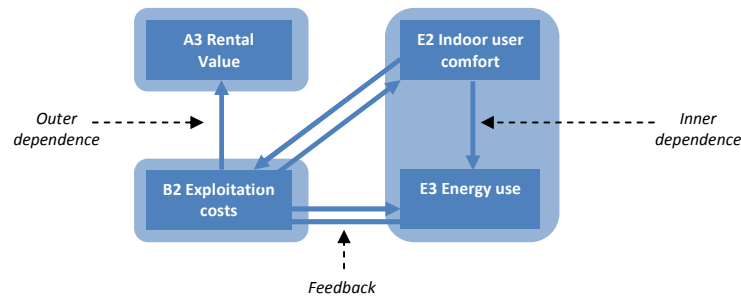 A3 Rental
Value
E2 Indoor user
comfort
Outer
dependence
Inner
dependence
B2 Exploitation
costs
E3 Energy use
Feedback